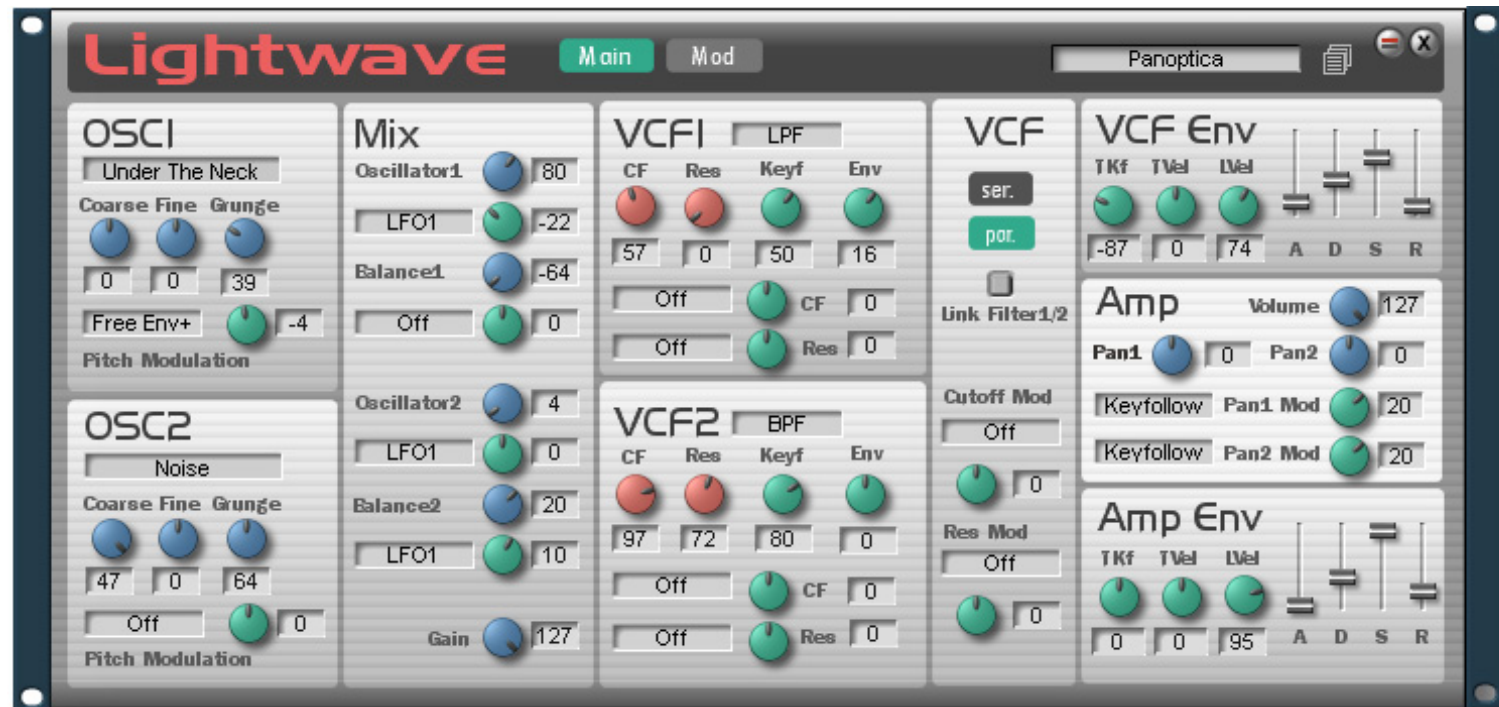 Lightwave
Main Mod
Panoptica
X
OSC1
Under The Neck
Coarse Fine Grunge
0 0 39
Free Env+ -4
Pitch Modulation
OSC2
Noise
Coarse Fine Grunge
47 0 64
Off 0
Pitch Modulation
Mix
Oscillator1 80
LFO1 -22
Balance1 -64
Off 0
Oscillator2 4
LFO1 0
Balance2 20
LFO1 10
Gain 127
VCF1 LPF
CF Res Keyf Env
57 0 50 16
Off CF 0
Off Res 0
VCF2 BPF
CF Res Keyf Env
97 72 80 0
Off CF 0
Off Res 0
VCF
ser.
par.
Link Filter1/2
Cutoff Mod
Off
0
Res Mod
Off
0
VCF Env
TKf TVel LVel
-87 0 74 A D S R
Amp Volume 127
Pan1 0 Pan2 0
Keyfollow Pan1 Mod 20
Keyfollow Pan2 Mod 20
Amp Env
TKf TVel LVel
0 0 95 A D S R